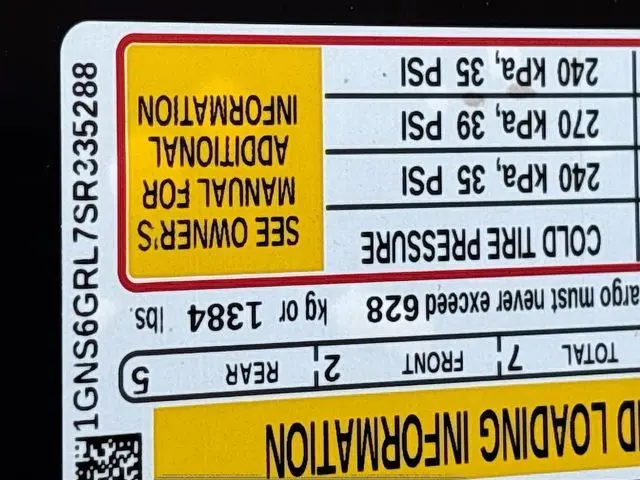 LOADING INFORMATION
TOTAL 7 FRONT 2 REAR 5
argo must never exceed 628 kg or 1384 lbs.
COLD TIRE PRESSURE
240 kPa, 35 PSI
270 kPa, 39 PSI
240 kPa, 35 PSI
SEE OWNER'S
MANUAL FOR
ADDITIONAL
INFORMATION
1GNS6GRL7SR335288